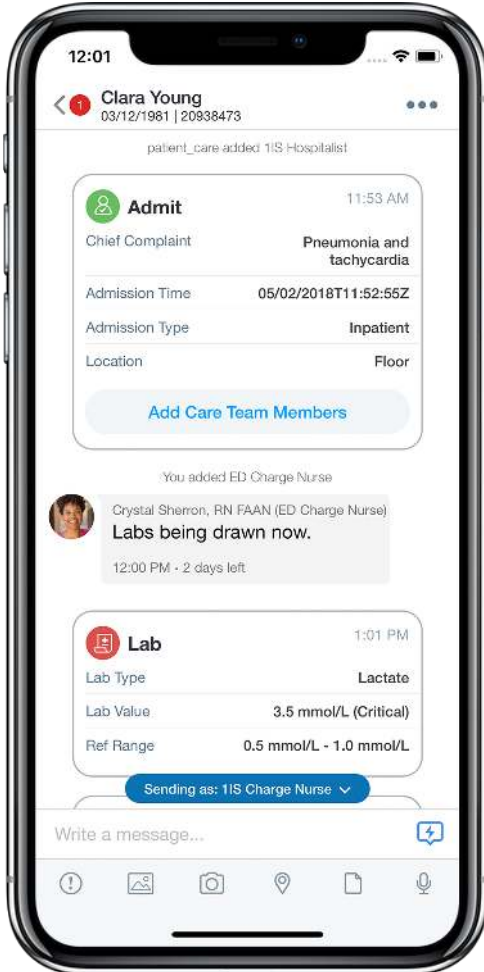 12:01
1
Clara Young
03/12/1981 | 20938473
patient_care added 1IS Hospitalist
Admit
11:53 AM
Chief Complaint
Pneumonia and
tachycardia
Admission Time
05/02/2018T11:52:55Z
Admission Type
Inpatient
Location
Floor
Add Care Team Members
You added ED Charge Nurse
Crystal Sherron, RN FAAN (ED Charge Nurse)
Labs being drawn now.
12:00 PM - 2 days left
Lab
1:01 PM
Lab Type
Lactate
Lab Value
3.5 mmol/L (Critical)
Ref Range
0.5 mmol/L - 1.0 mmol/L
Sending as: 1IS Charge Nurse
Write a message...